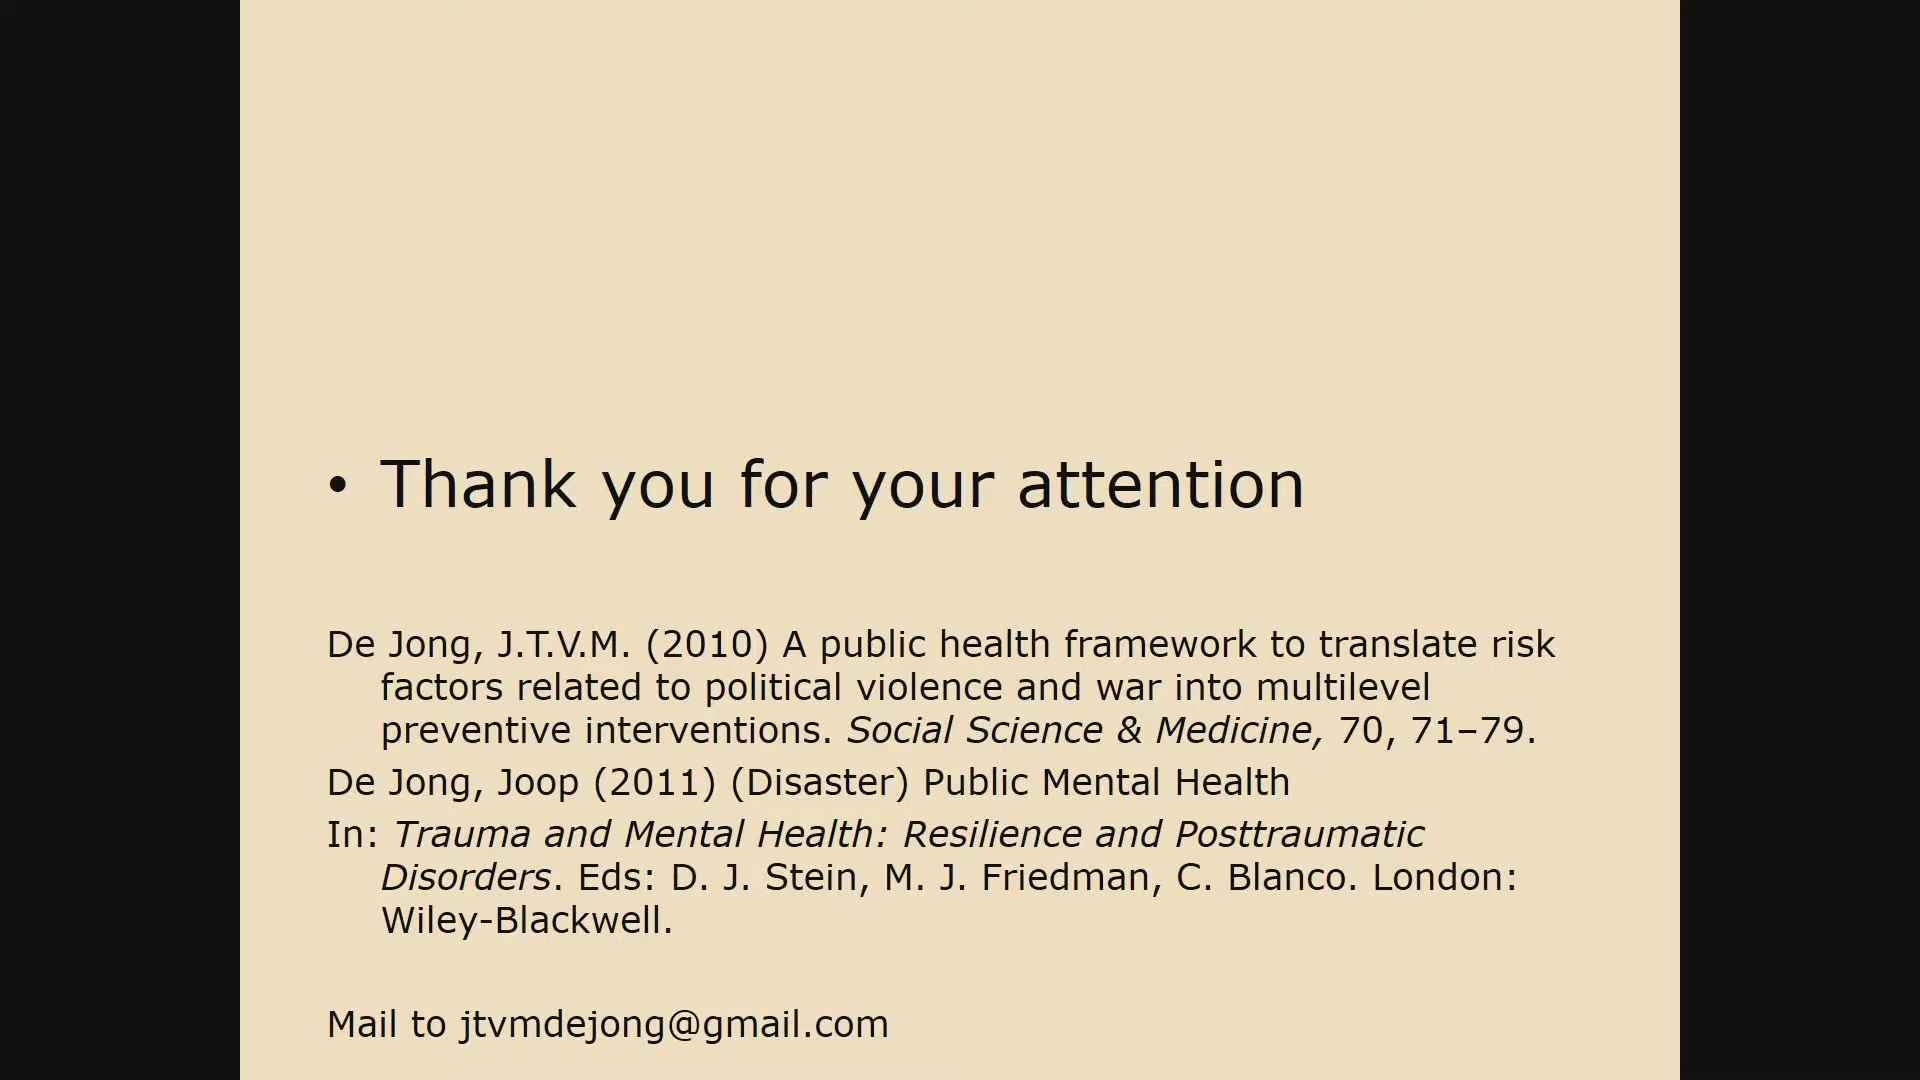 • Thank you for your attention
De Jong, J.T.V.M. (2010) A public health framework to translate risk
factors related to political violence and war into multilevel
preventive interventions. Social Science & Medicine, 70, 71–79.
De Jong, Joop (2011) (Disaster) Public Mental Health
In: Trauma and Mental Health: Resilience and Posttraumatic
Disorders. Eds: D. J. Stein, M. J. Friedman, C. Blanco. London:
Wiley-Blackwell.
Mail to jtvmdejong@gmail.com